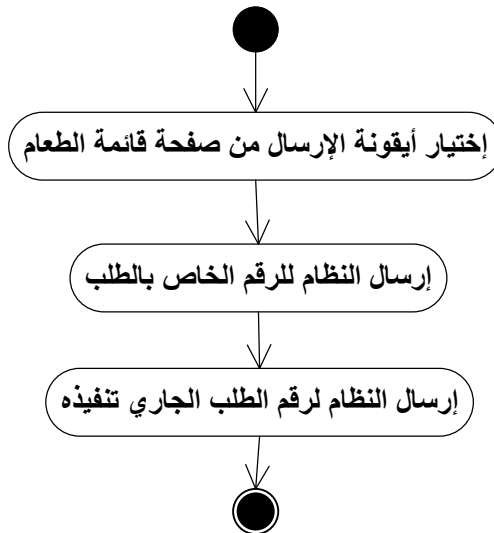 إختيار أيقونة الإرسال من صفحة قائمة الطعام
إرسال النظام للرقم الخاص بالطلب
إرسال النظام لرقم الطلب الجاري تنفيذه